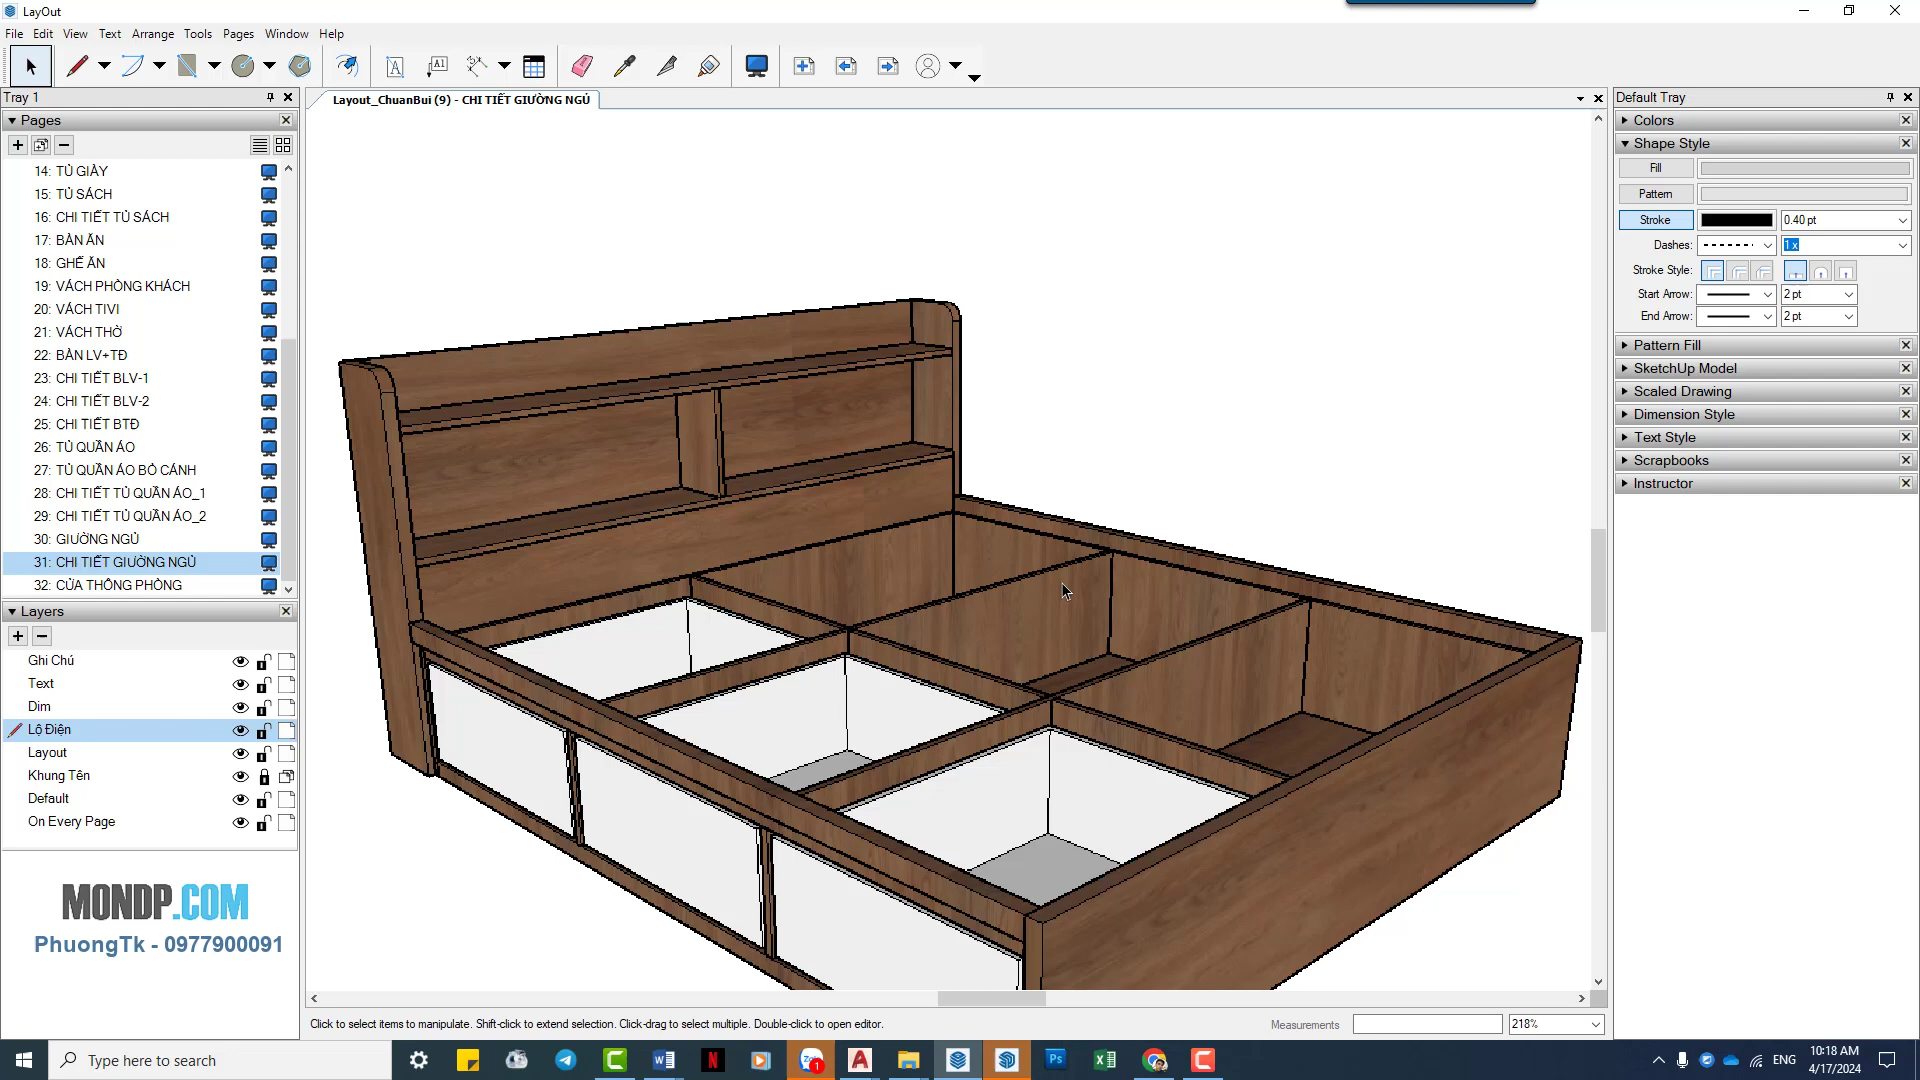 LayOut
File Edit View Text Arrange Tools Pages Window Help
Tray 1
Layout_ChuanBui (9) - CHI TIẾT GIƯỜNG NGỦ
Default Tray
Pages
14: TỦ GIÀY
15: TỦ SÁCH
16: CHI TIẾT TỦ SÁCH
17: BÀN ĂN
18: GHẾ ĂN
19: VÁCH PHÒNG KHÁCH
20: VÁCH TIVI
21: VÁCH THỜ
22: BÀN LV+TĐ
23: CHI TIẾT BLV-1
24: CHI TIẾT BLV-2
25: CHI TIẾT BTĐ
26: TỦ QUẦN ÁO
27: TỦ QUẦN ÁO BỎ CÁNH
28: CHI TIẾT TỦ QUẦN ÁO_1
29: CHI TIẾT TỦ QUẦN ÁO_2
30: GIƯỜNG NGỦ
31: CHI TIẾT GIƯỜNG NGỦ
32: CỬA THÔNG PHÒNG
Layers
Ghi Chú
Text
Dim
Lộ Điện
Layout
Khung Tên
Default
On Every Page
MONDP.COM
PhuongTk - 0977900091
Colors
Shape Style
Fill
Pattern
Stroke 0.40 pt
Dashes: 1 x
Stroke Style:
Start Arrow: 2 pt
End Arrow: 2 pt
Pattern Fill
SketchUp Model
Scaled Drawing
Dimension Style
Text Style
Scrapbooks
Instructor
Click to select items to manipulate. Shift-click to extend selection. Click-drag to select multiple. Double-click to open editor.
Measurements 218%
Type here to search
ENG
10:18 AM
4/17/2024